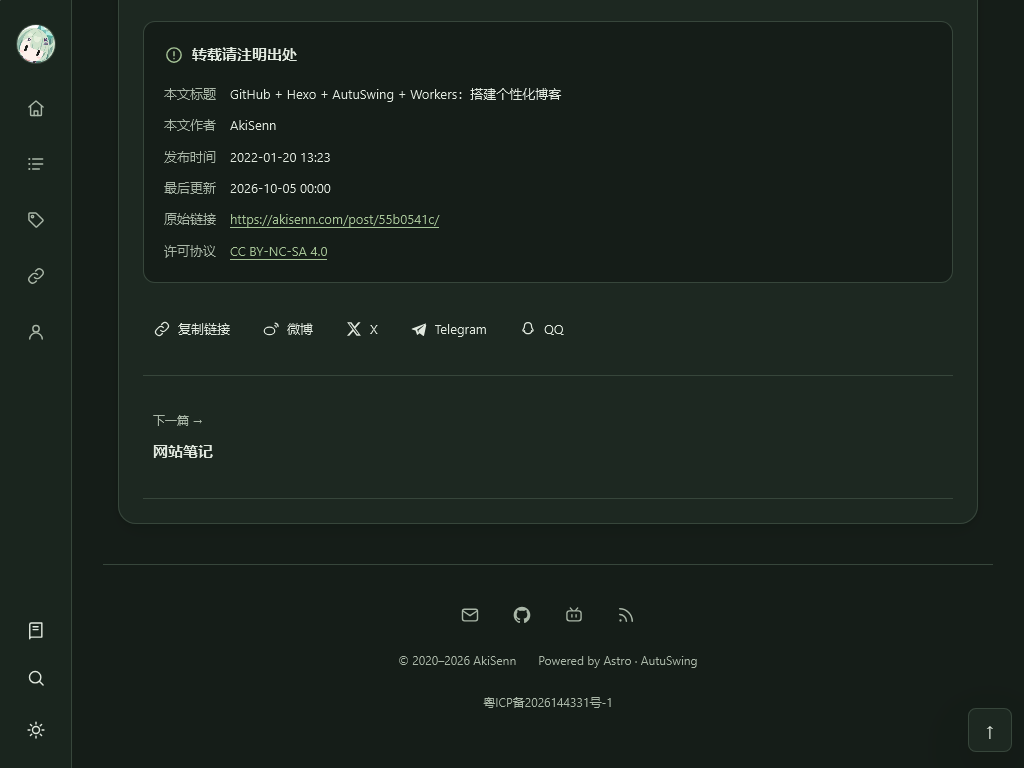 转载请注明出处
本文标题 GitHub + Hexo + AutuSwing + Workers：搭建个性化博客
本文作者 AkiSenn
发布时间 2022-01-20 13:23
最后更新 2026-10-05 00:00
原始链接 https://akisenn.com/post/55b0541c/
许可协议 CC BY-NC-SA 4.0
复制链接 微博 X Telegram QQ
下一篇 →
网站笔记
© 2020–2026 AkiSenn Powered by Astro · AutuSwing
粤ICP备2026144331号-1
↑